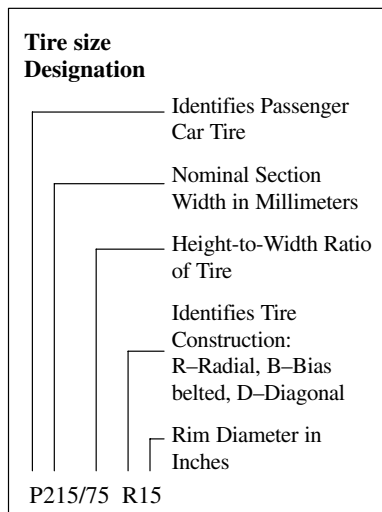 Tire size
Designation
Identifies Passenger
Car Tire
Nominal Section
Width in Millimeters
Height-to-Width Ratio
of Tire
Identifies Tire
Construction:
R–Radial, B–Bias
belted, D–Diagonal
Rim Diameter in
Inches
P215/75 R15